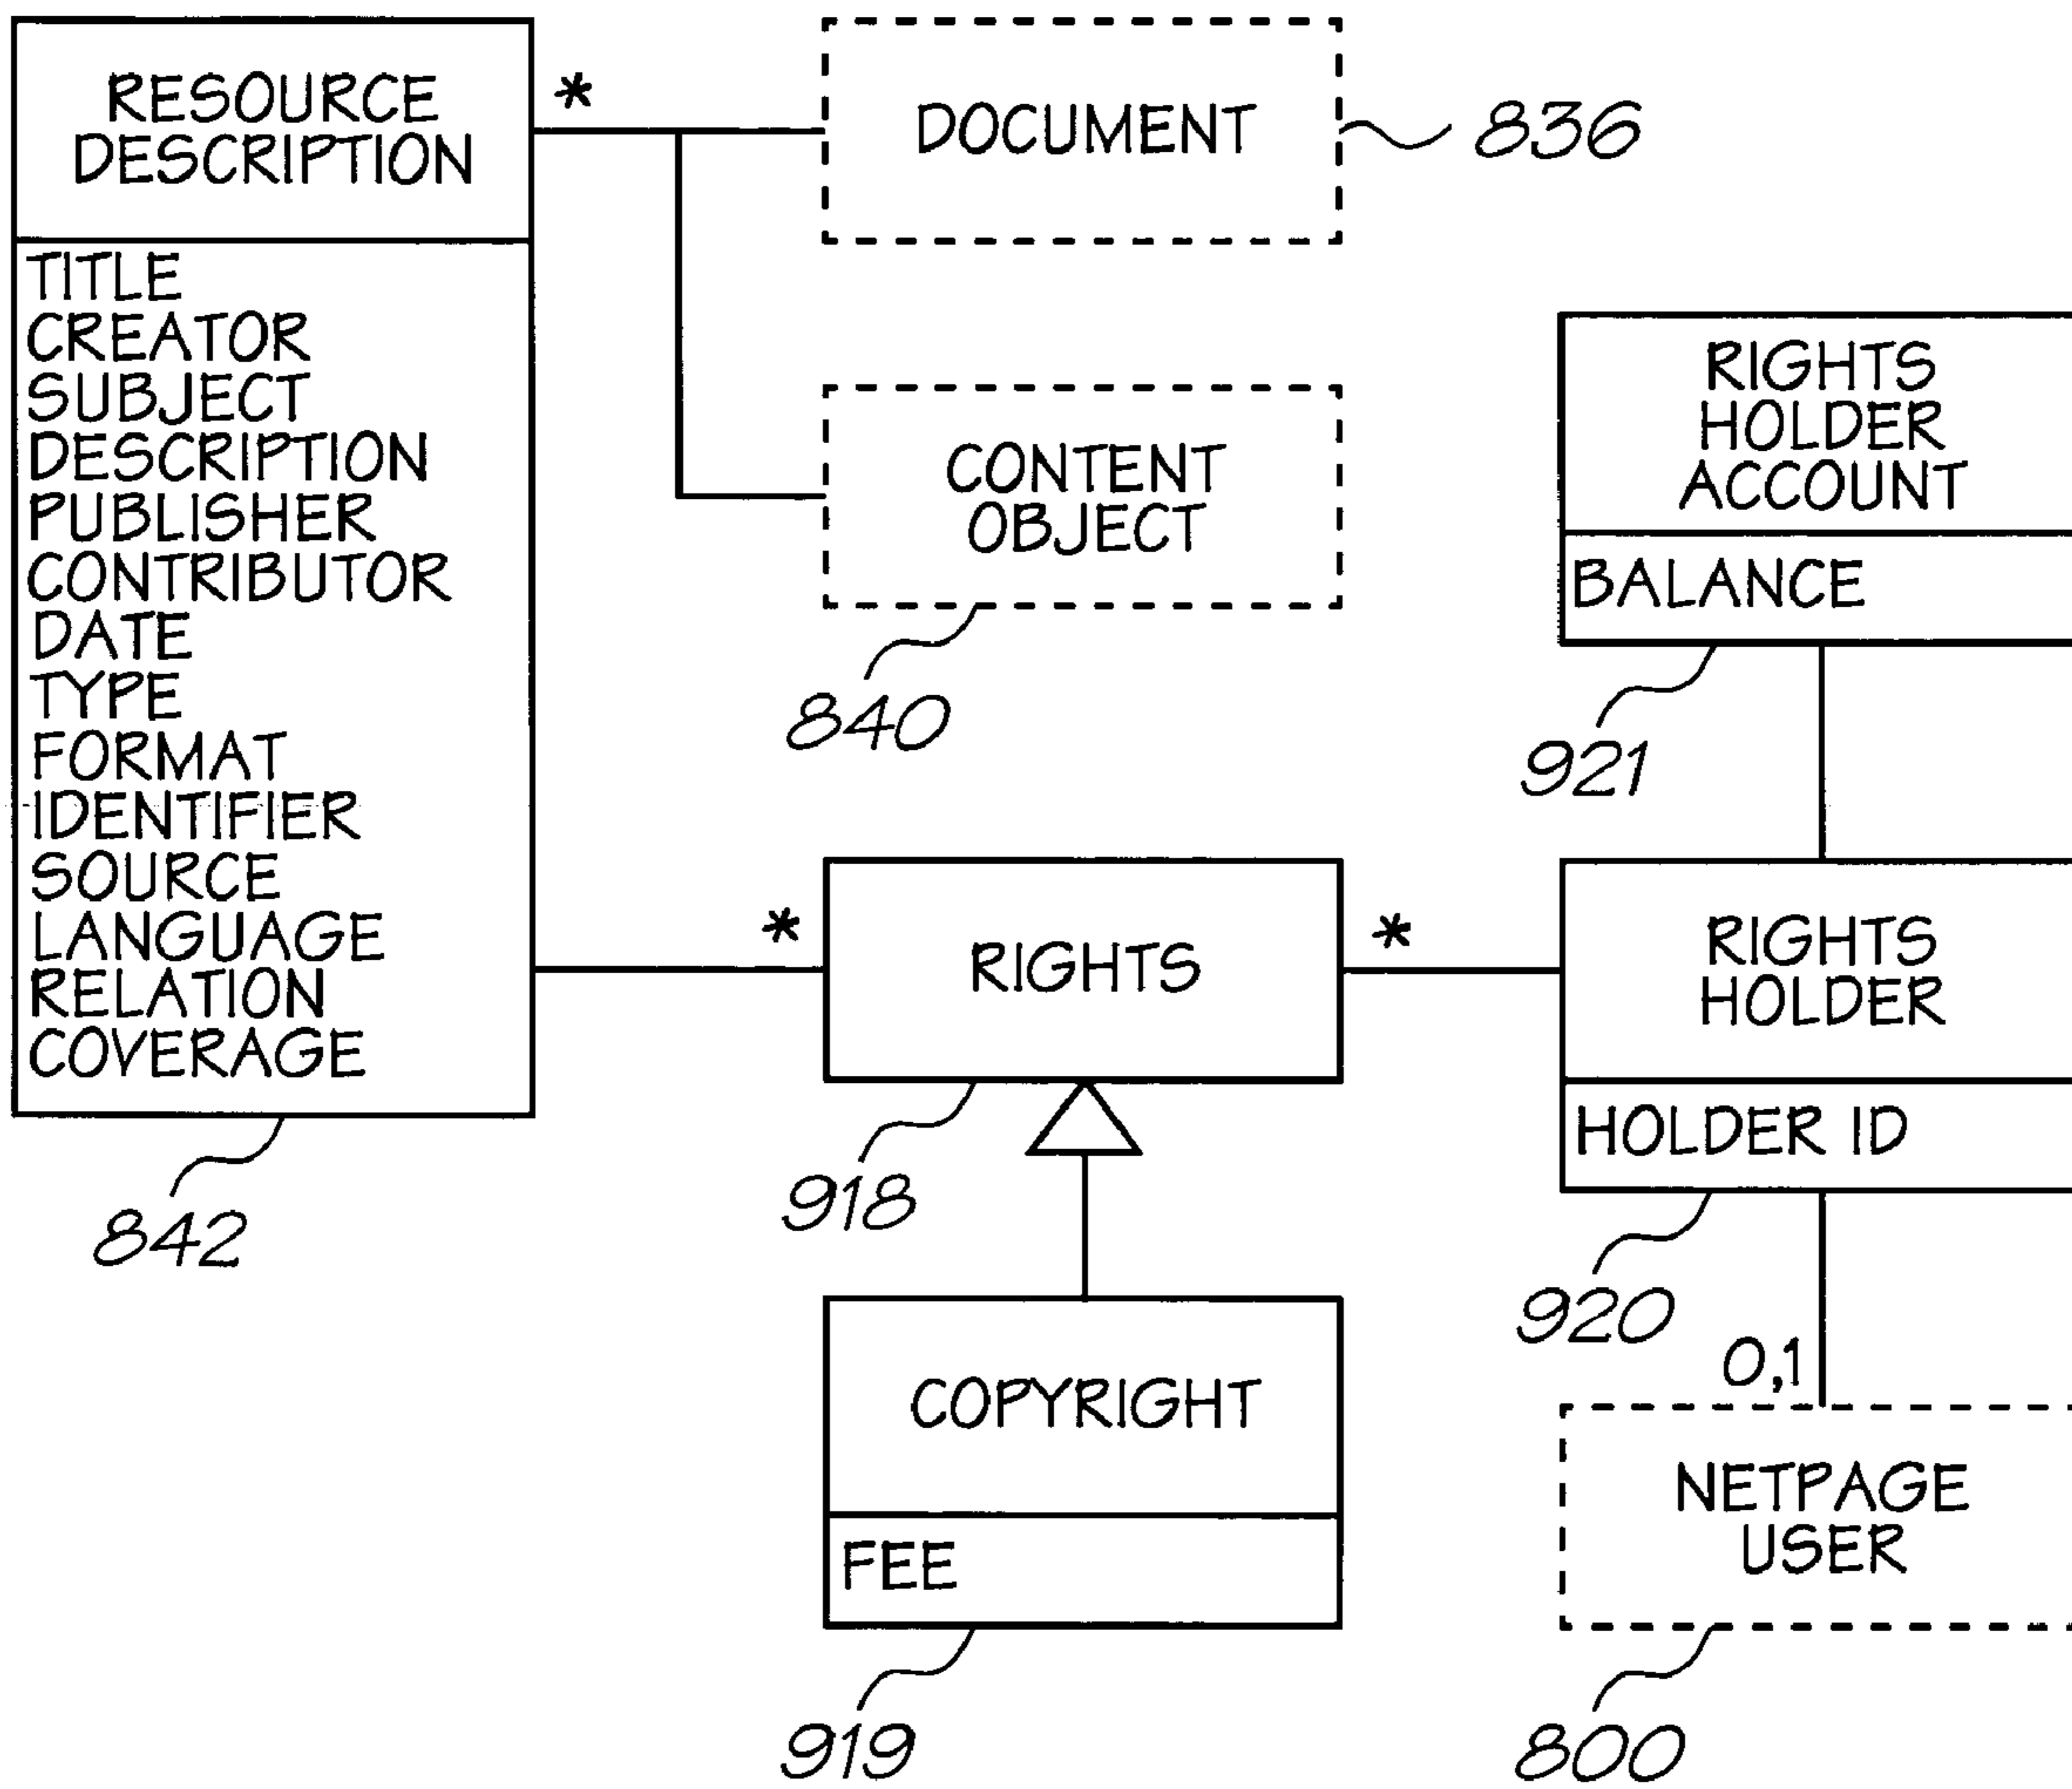 RESOURCE
DESCRIPTION
*
TITLE
CREATOR
SUBJECT
DESCRIPTION
PUBLISHER
CONTRIBUTOR
DATE
TYPE
FORMAT
IDENTIFIER
SOURCE
LANGUAGE
RELATION
COVERAGE
842
DOCUMENT
836
CONTENT
OBJECT
840
*
RIGHTS
*
918
COPYRIGHT
FEE
919
RIGHTS
HOLDER
ACCOUNT
BALANCE
921
RIGHTS
HOLDER
HOLDER ID
920
0,1
NETPAGE
USER
800